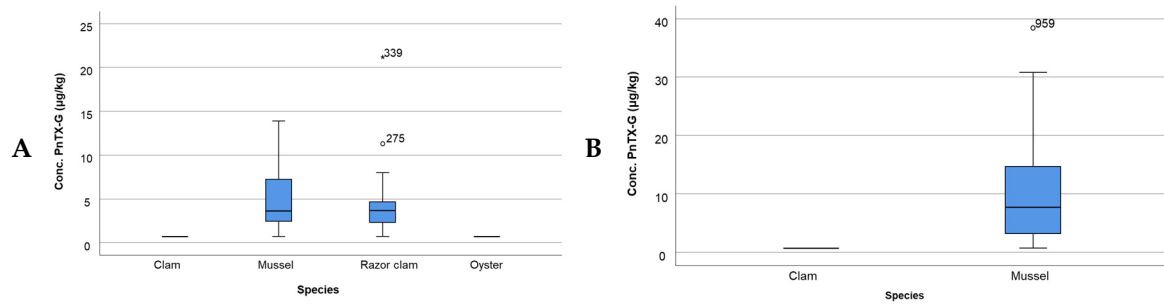 A
Conc. PnTX-G (µg/kg)
25
20
15
10
5
0
*339
275
Clam Mussel Razor clam Oyster
Species
B
Conc. PnTX-G (µg/kg)
40
30
20
10
0
959
Clam Mussel
Species